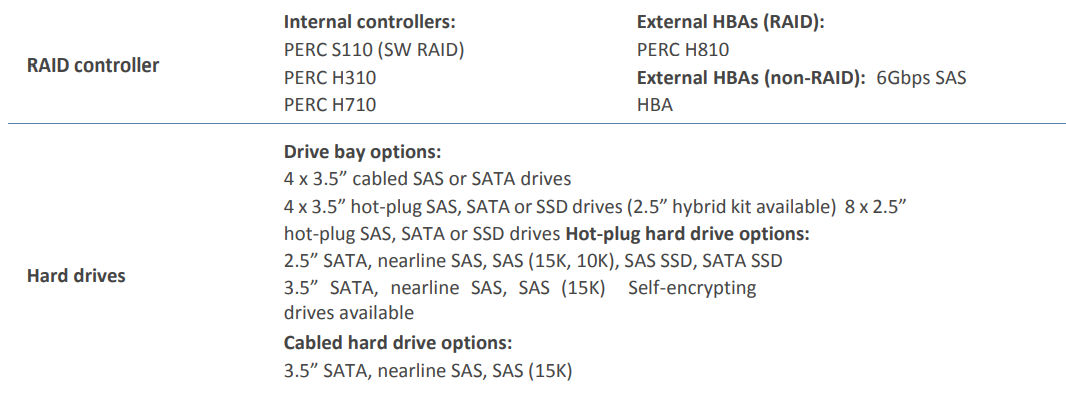 RAID controller
Internal controllers:
PERC S110 (SW RAID)
PERC H310
PERC H710
External HBAs (RAID):
PERC H810
External HBAs (non-RAID): 6Gbps SAS
HBA
Hard drives
Drive bay options:
4 x 3.5” cabled SAS or SATA drives
4 x 3.5” hot-plug SAS, SATA or SSD drives (2.5” hybrid kit available) 8 x 2.5”
hot-plug SAS, SATA or SSD drives Hot-plug hard drive options:
2.5” SATA, nearline SAS, SAS (15K, 10K), SAS SSD, SATA SSD
3.5” SATA, nearline SAS, SAS (15K) Self-encrypting
drives available
Cabled hard drive options:
3.5” SATA, nearline SAS, SAS (15K)